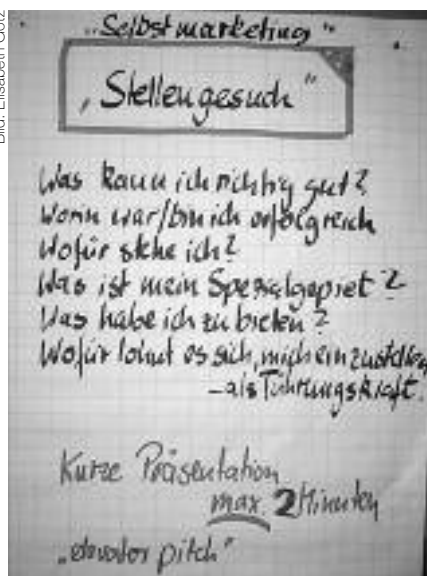 Bild: Elisabeth Götz
„Selbstmarketing“
„Stellengesuch“
Was kann ich richtig gut?
Wann war/bin ich erfolgreich
Wofür stehe ich?
Was ist mein Spezialgepiet?
Was habe ich zu bieten?
Wofür lohnt es sich, mich einzustellen
– als Führungskraft.
Kurze Präsentation
max. 2 Minuten
„elevator pitch“